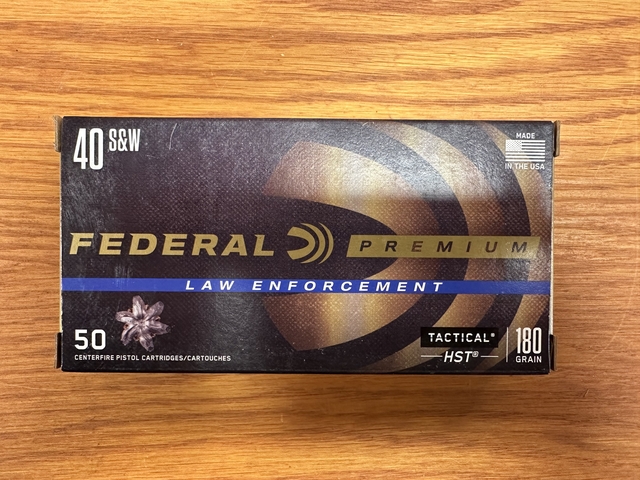 40 S&W
MADE
IN THE USA
FEDERAL PREMIUM
LAW ENFORCEMENT
50
CENTERFIRE PISTOL CARTRIDGES/CARTOUCHES
TACTICAL®
HST®
180
GRAIN